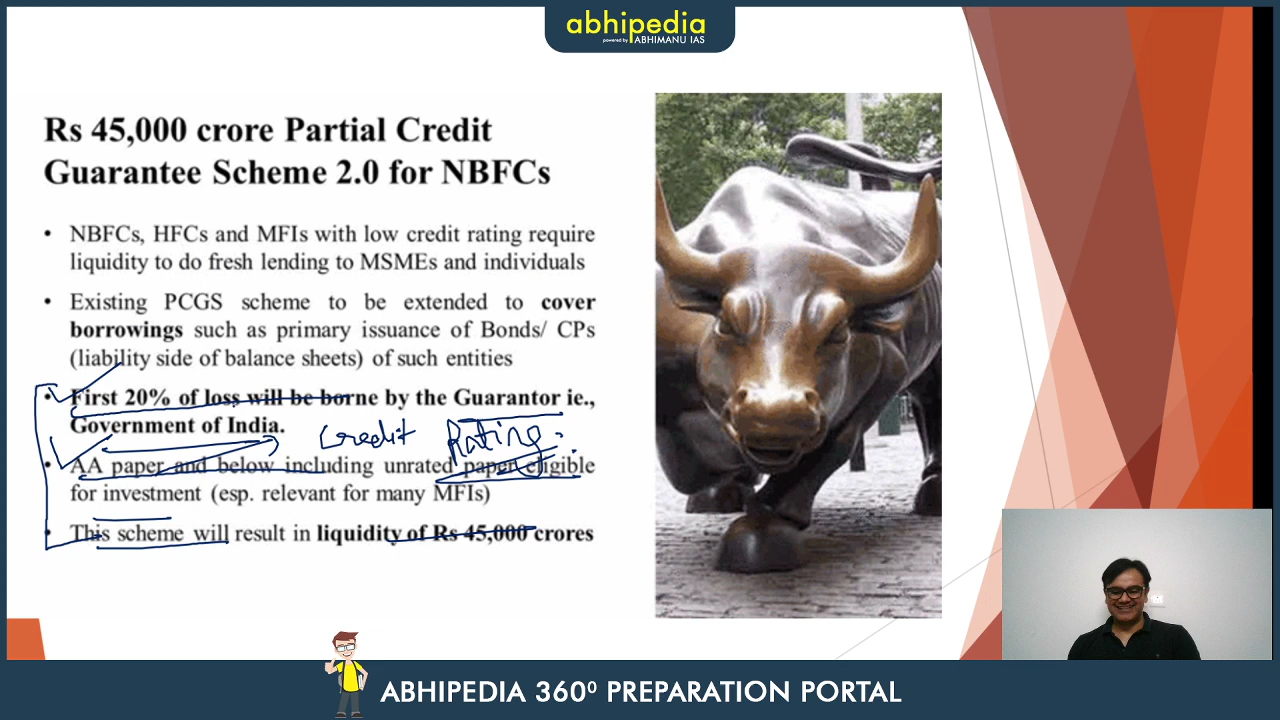 abhipedia
powered by ABHIMANU IAS
Rs 45,000 crore Partial Credit
Guarantee Scheme 2.0 for NBFCs
• NBFCs, HFCs and MFIs with low credit rating require
liquidity to do fresh lending to MSMEs and individuals
• Existing PCGS scheme to be extended to cover
borrowings such as primary issuance of Bonds/ CPs
(liability side of balance sheets) of such entities
• First 20% of loss will be borne by the Guarantor ie.,
Government of India.
Credit Rating:
• AA paper and below including unrated paper eligible
for investment (esp. relevant for many MFIs)
• This scheme will result in liquidity of Rs 45,000 crores
ABHIPEDIA 360⁰ PREPARATION PORTAL